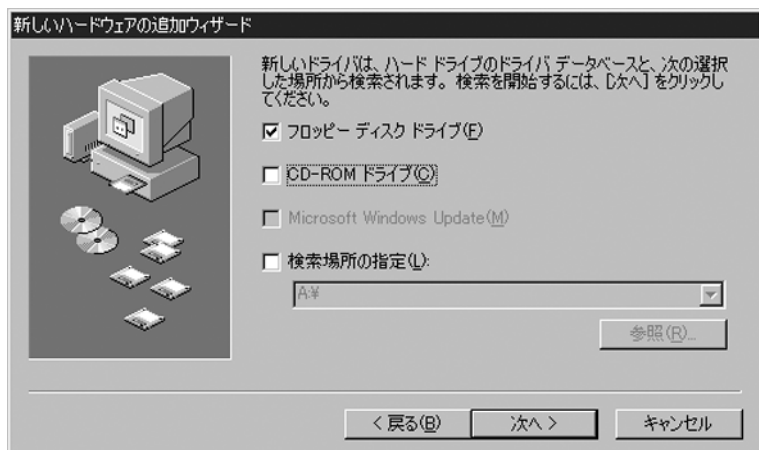 新しいハードウェアの追加ウィザード
新しいドライバは、ハード ドライブのドライバ データベースと、次の選択
した場所から検索されます。検索を開始するには、[次へ] をクリックし
てください。
フロッピー ディスク ドライブ(F)
CD-ROM ドライブ(C)
Microsoft Windows Update(M)
検索場所の指定(L):
A:¥
参照(R)...
< 戻る(B)
次へ >
キャンセル